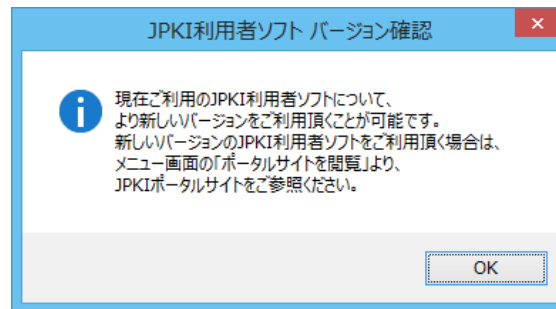 JPKI利用者ソフト バージョン確認
現在ご利用のJPKI利用者ソフトについて、
より新しいバージョンをご利用頂くことが可能です。
新しいバージョンのJPKI利用者ソフトをご利用頂く場合は、
メニュー画面の「ポータルサイトを閲覧」より、
JPKIポータルサイトをご参照ください。
OK